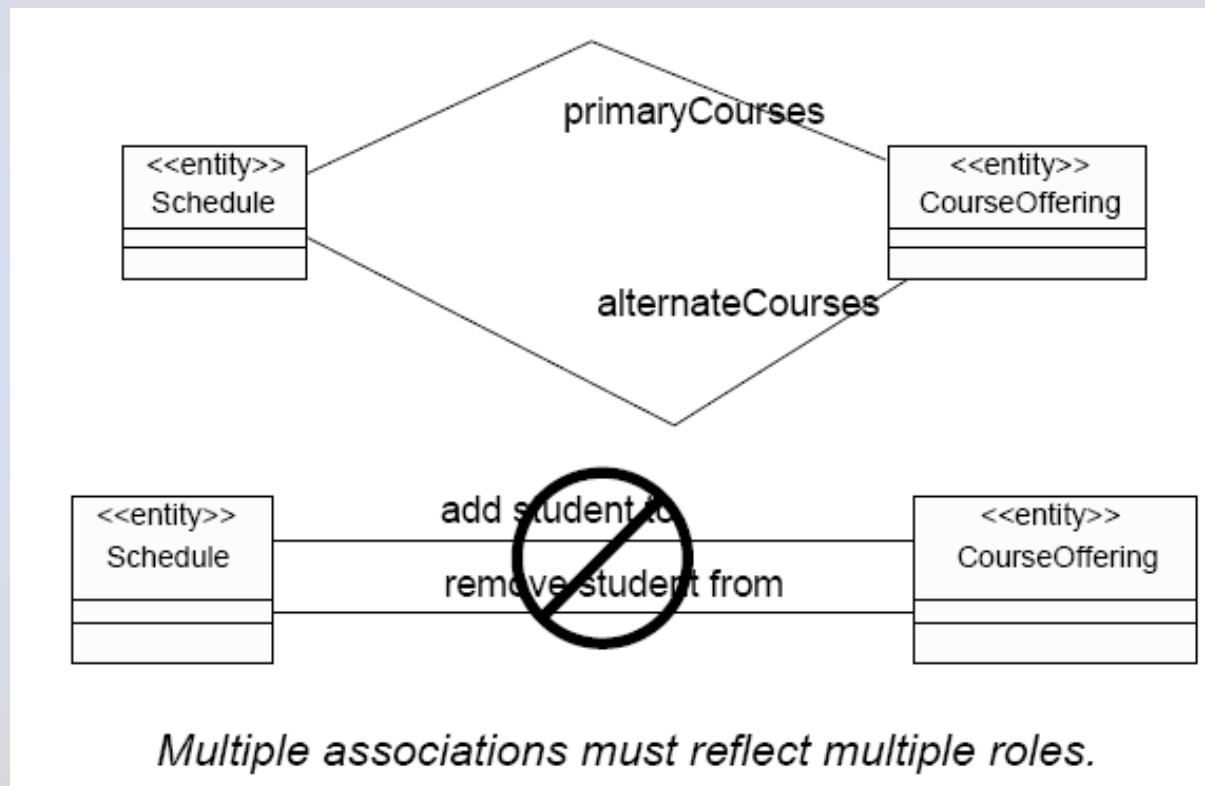 primaryCourses
<<entity>>
Schedule
<<entity>>
CourseOffering
alternateCourses
<<entity>>
Schedule
add student to
remove student from
<<entity>>
CourseOffering
Multiple associations must reflect multiple roles.